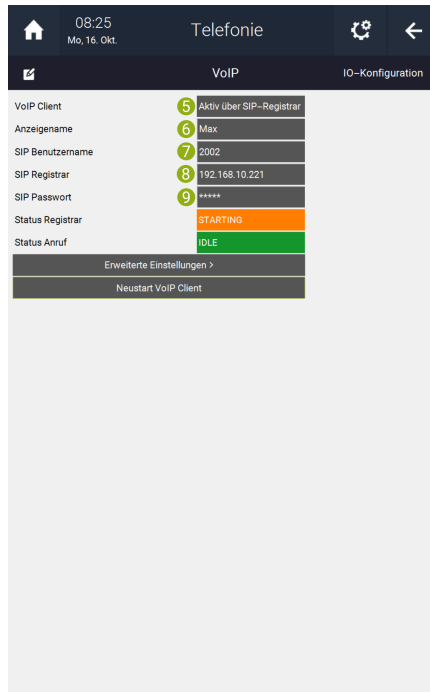 08:25
Mo, 16. Okt.
Telefonie
VoIP
IO-Konfiguration
VoIP Client 5 Aktiv über SIP-Registrar
Anzeigename 6 Max
SIP Benutzername 7 2002
SIP Registrar 8 192.168.10.221
SIP Passwort 9 *****
Status Registrar STARTING
Status Anruf IDLE
Erweiterte Einstellungen >
Neustart VoIP Client